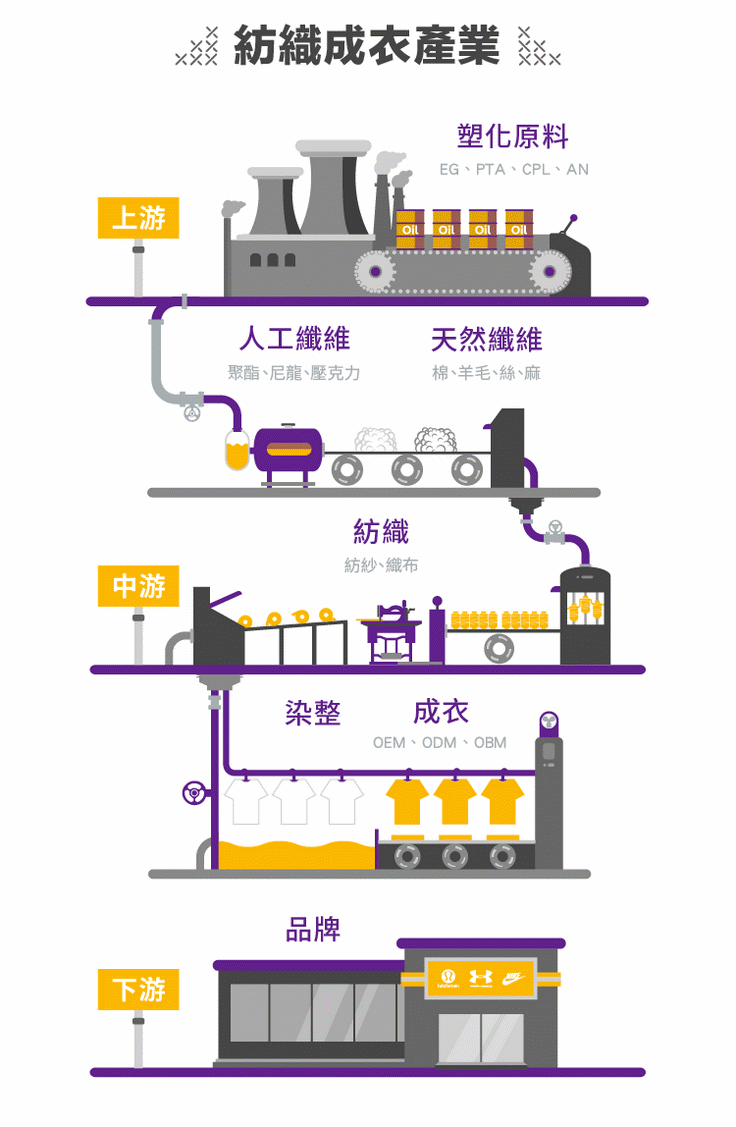 紡織成衣產業
塑化原料
EG、PTA、CPL、AN
上游
Oil Oil Oil Oil
人工纖維
聚酯、尼龍、壓克力
天然纖維
棉、羊毛、絲、麻
紡織
紡紗、織布
中游
染整
成衣
OEM、ODM、OBM
品牌
下游
lululemon
NIKE